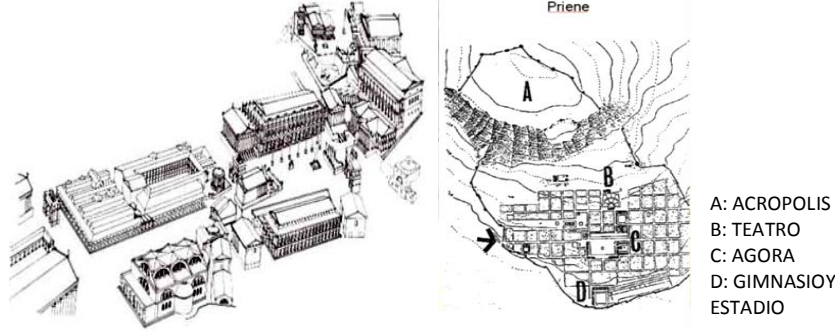 Priene
A
B
C
D
A: ACROPOLIS
B: TEATRO
C: AGORA
D: GIMNASIOY
ESTADIO